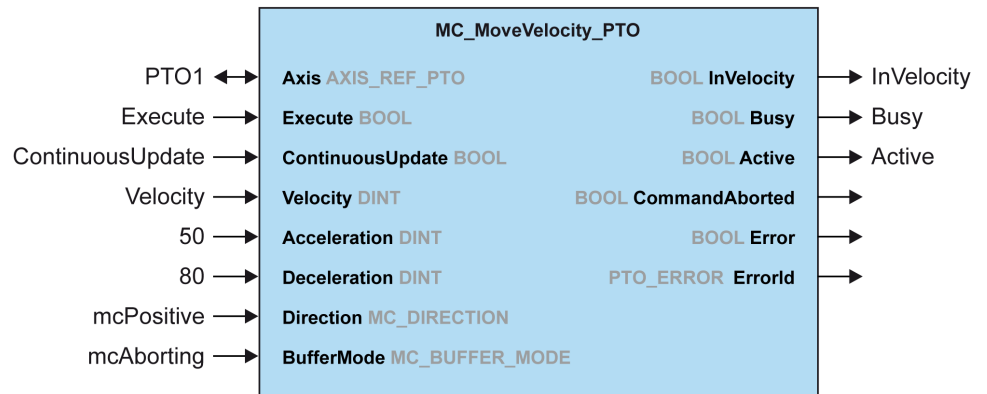 MC_MoveVelocity_PTO
PTO1 Axis AXIS_REF_PTO BOOL InVelocity InVelocity
Execute Execute BOOL BOOL Busy Busy
ContinuousUpdate ContinuousUpdate BOOL BOOL Active Active
Velocity Velocity DINT BOOL CommandAborted
50 Acceleration DINT BOOL Error
80 Deceleration DINT PTO_ERROR ErrorId
mcPositive Direction MC_DIRECTION
mcAborting BufferMode MC_BUFFER_MODE